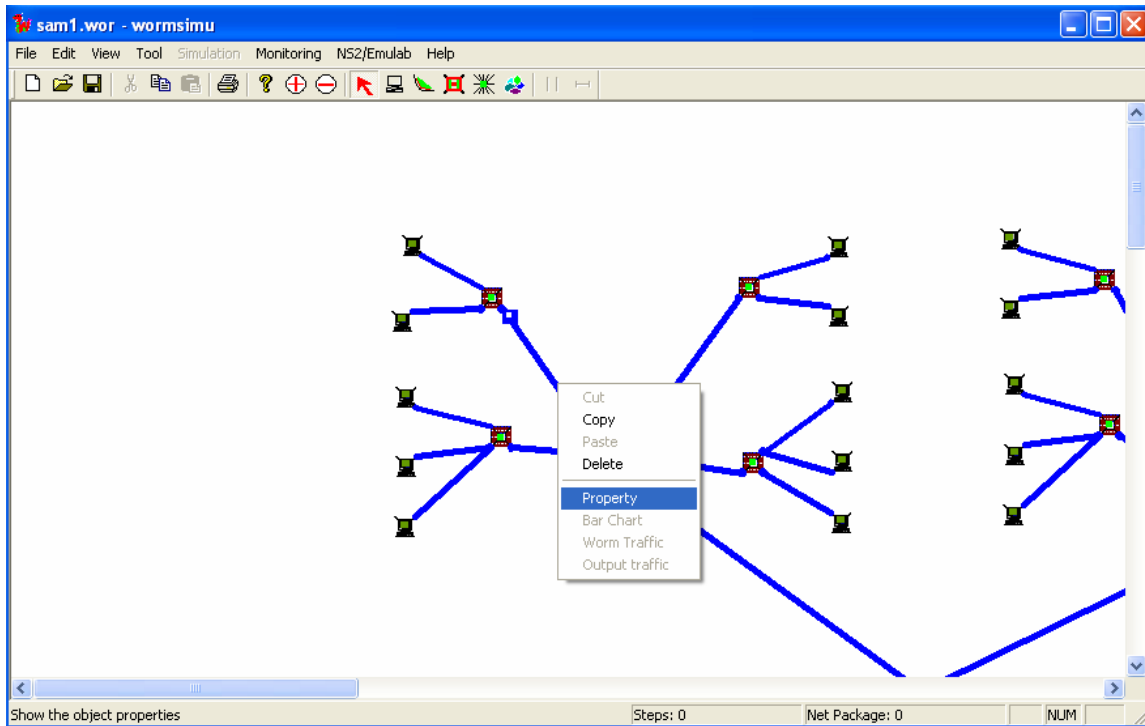 sam1.wor - wormsimu
File Edit View Tool Simulation Monitoring NS2/Emulab Help
Cut
Copy
Paste
Delete
Property
Bar Chart
Worm Traffic
Output traffic
Show the object properties Steps: 0 Net Package: 0 NUM